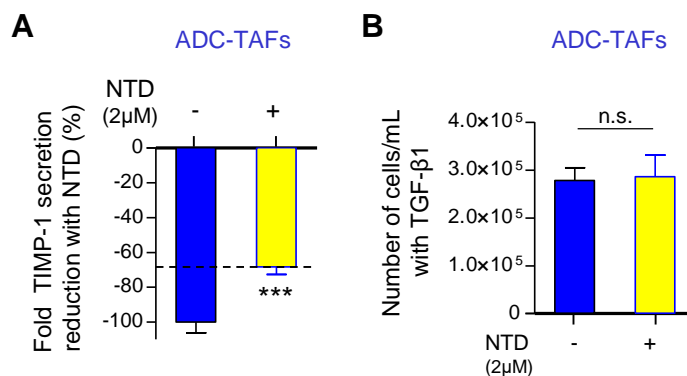 A
ADC-TAFs
NTD
(2μM)
- +
Fold TIMP-1 secretion
reduction with NTD (%)
0
-20
-40
-60
-80
-100
***
B
ADC-TAFs
Number of cells/mL
with TGF-β1
4.0×10⁵
3.0×10⁵
2.0×10⁵
1.0×10⁵
0
n.s.
NTD
(2μM)
- +